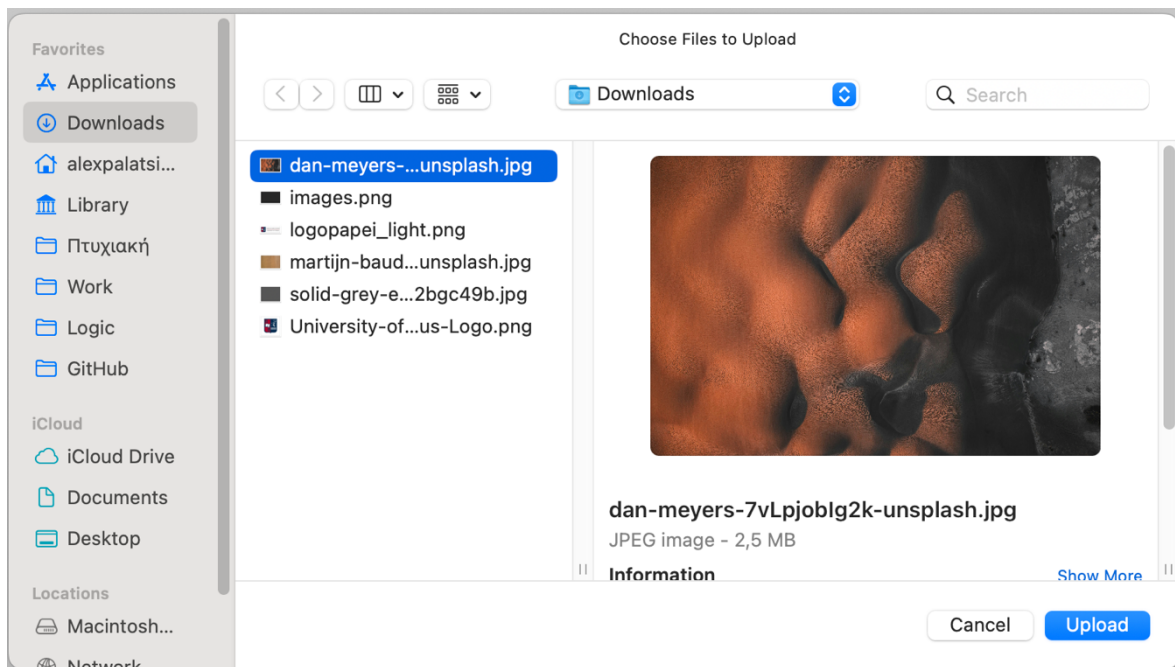 Choose Files to Upload
Favorites
Applications
Downloads
alexpalatsi...
Library
Πτυχιακή
Work
Logic
GitHub
iCloud
iCloud Drive
Documents
Desktop
Locations
Macintosh...
Network
Downloads
Search
dan-meyers-...unsplash.jpg
images.png
logopapei_light.png
martijn-baud...unsplash.jpg
solid-grey-e...2bgc49b.jpg
University-of...us-Logo.png
dan-meyers-7vLpjobIg2k-unsplash.jpg
JPEG image - 2,5 MB
Information Show More
Cancel Upload